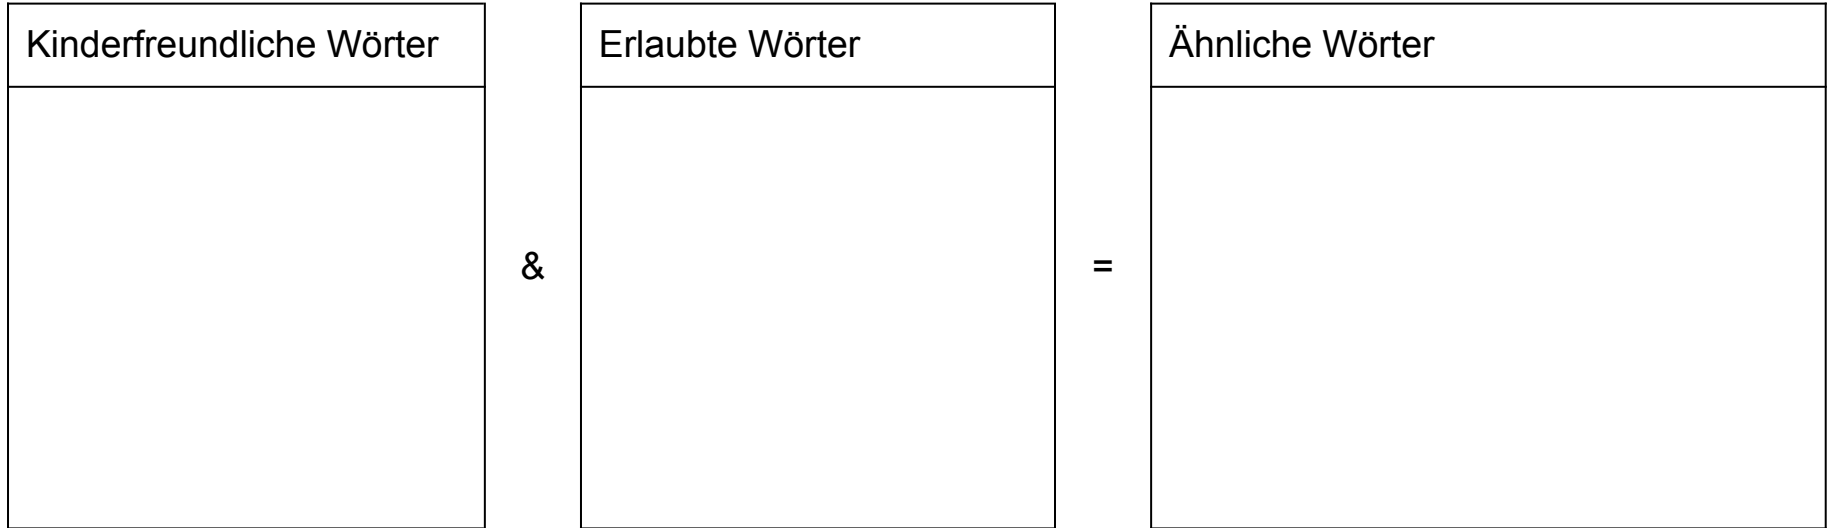 Kinderfreundliche Wörter
Erlaubte Wörter
Ähnliche Wörter
&
=